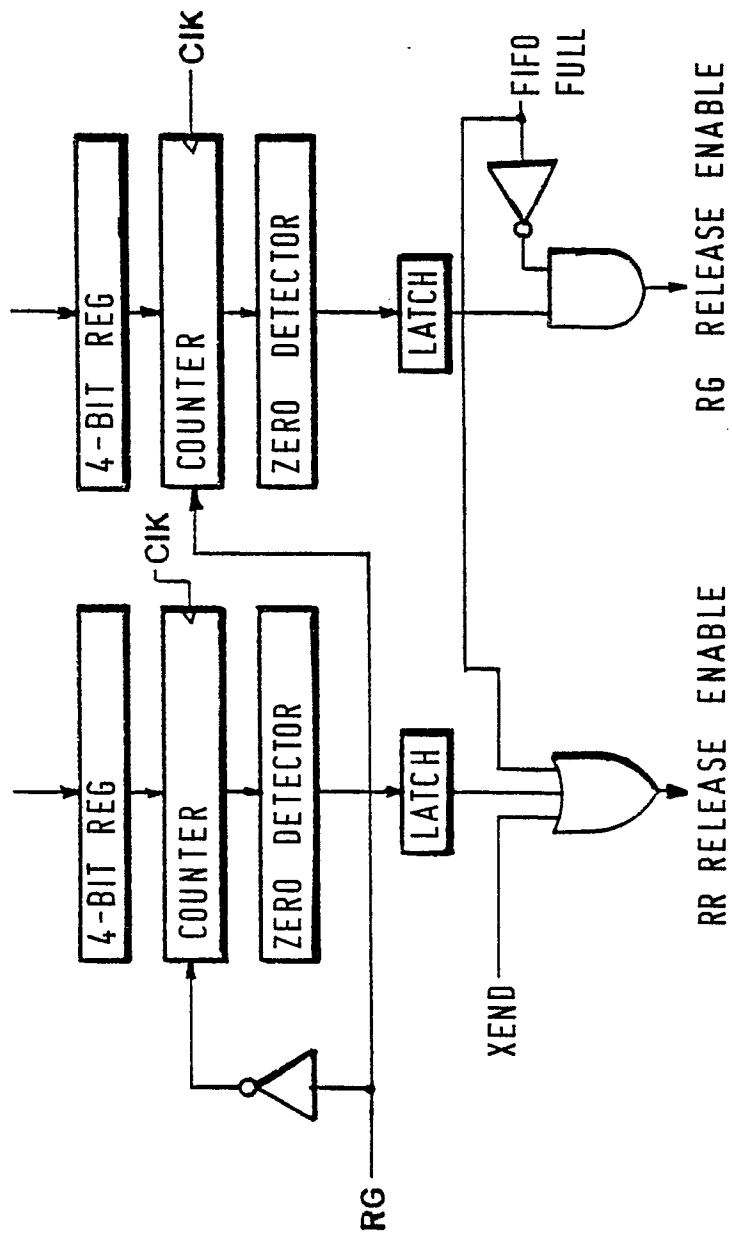 4-BIT REG
4-BIT REG
COUNTER
CIK
COUNTER
CIK
ZERO DETECTOR
ZERO DETECTOR
RG
LATCH
LATCH
XEND
FIFO
FULL
RR RELEASE ENABLE
RG RELEASE ENABLE